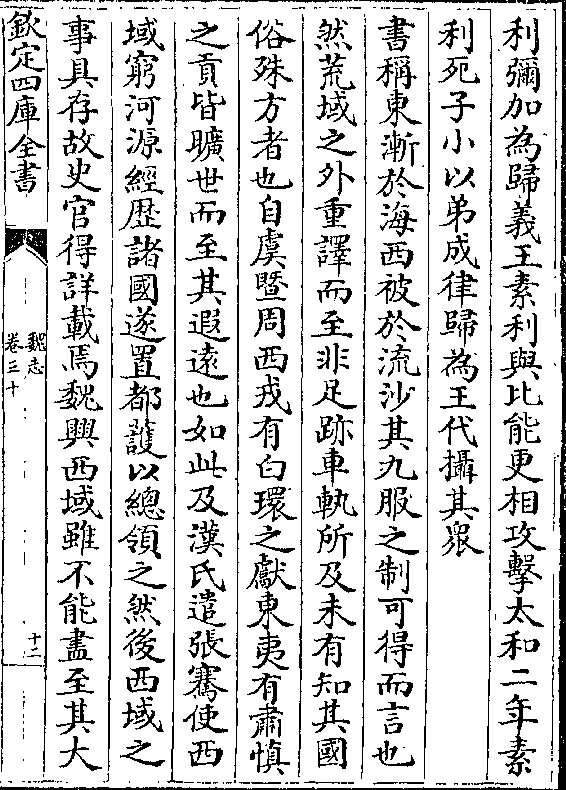 利彌加為歸義王素利與比能更相攻擊太和二年素
利死子小以弟成律歸為王代攝其衆
書稱東漸於海西被於流沙其九服之制可得而言也
然荒域之外重譯而至非足跡車軌所及未有知其國
俗殊方者也自虞暨周西戎有白環之獻東夷有肅慎
之貢皆曠世而至其遐遠也如此及漢氏遣張騫使西
域窮河源經歴諸國遂置都護以總領之然後西域之
事具存故史官得詳載焉魏興西域雖不能盡至其大
欽定四庫全書
魏志
卷三十
十二